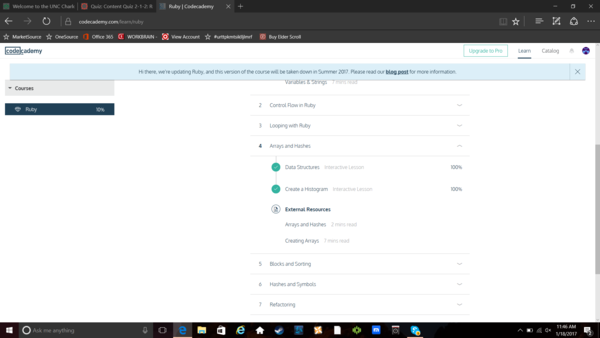 Welcome to the UNC Charl
Quiz: Content Quiz 2-1-2: R
Ruby | Codecademy
codecademy.com/learn/ruby
MarketSource
OneSource
Office 365
WORKBRAIN -
View Account
Buy Elder Scroll
codecademy
Upgrade to Pro
Learn
Catalog
Hi there, we're updating Ruby, and this version of the course will be taken down in Summer 2017. Please read our blog post for more information.
Courses
Ruby 10%
Variables & Strings
mins read
2 Control Flow in Ruby
3 Looping with Ruby
4 Arrays and Hashes
Data Structures Interactive Lesson 100%
Create a Histogram Interactive Lesson 100%
External Resources
Arrays and Hashes 2 mins read
Creating Arrays
mins read
5 Blocks and Sorting
6 Hashes and Symbols
7 Refactoring
Ask me anything
11:46 AM
1/18/2017